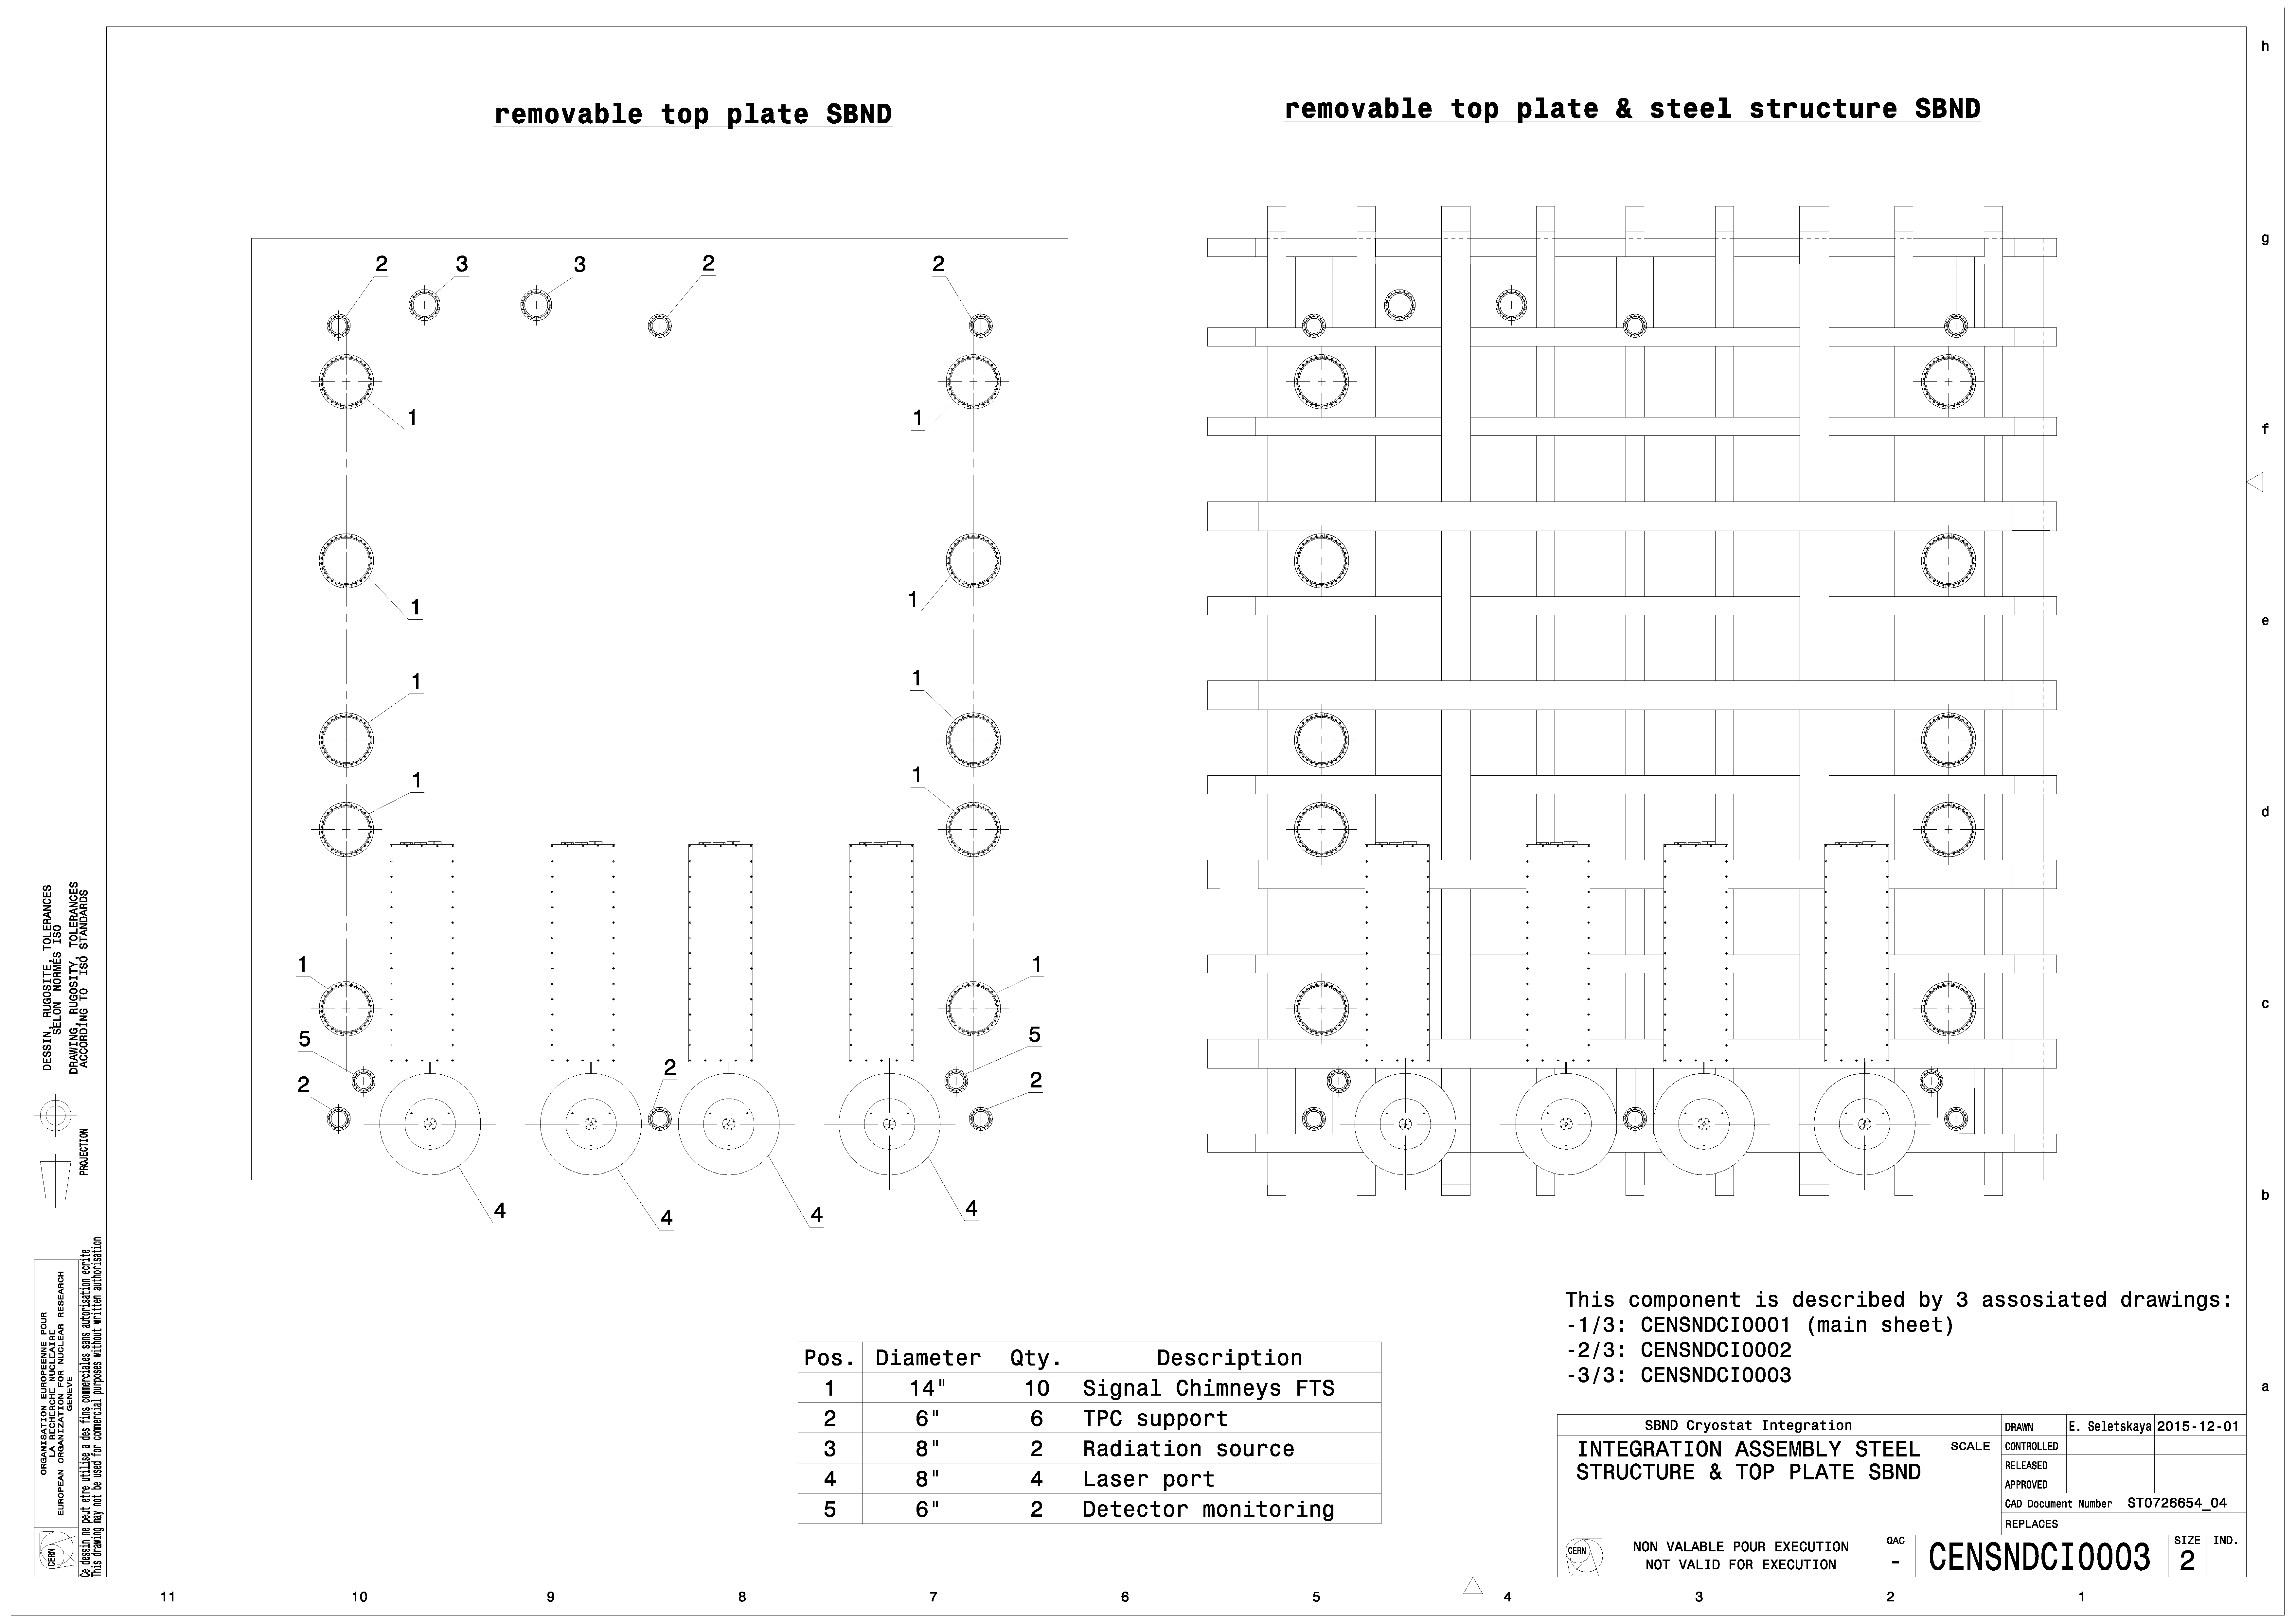 removable top plate SBND
removable top plate & steel structure SBND
h
g
f
e
d
c
b
a
2
3
3
2
2
1
1
1
1
1
1
1
1
1
1
5
5
2
2
2
4
4
4
4
DESSIN, RUGOSITE, TOLERANCES
SELON NORMES ISO
DRAWING, RUGOSITY, TOLERANCES
ACCORDING TO ISO STANDARDS
PROJECTION
ORGANISATION EUROPEENNE POUR
LA RECHERCHE NUCLEAIRE
EUROPEAN ORGANIZATION FOR NUCLEAR RESEARCH
GENEVE
Ce dessin ne peut etre utilise a des fins commerciales sans autorisation ecrite
This drawing may not be used for commercial purposes without written authorisation
CERN
Pos. Diameter Qty. Description
1 14" 10 Signal Chimneys FTS
2 6" 6 TPC support
3 8" 2 Radiation source
4 8" 4 Laser port
5 6" 2 Detector monitoring
This component is described by 3 assosiated drawings:
-1/3: CENSNDCI0001 (main sheet)
-2/3: CENSNDCI0002
-3/3: CENSNDCI0003
SBND Cryostat Integration
INTEGRATION ASSEMBLY STEEL
STRUCTURE & TOP PLATE SBND
SCALE
DRAWN E. Seletskaya 2015-12-01
CONTROLLED
RELEASED
APPROVED
CAD Document Number ST0726654_04
REPLACES
CERN
NON VALABLE POUR EXECUTION
NOT VALID FOR EXECUTION
QAC
-
CENSNDCI0003
SIZE
2
IND.
11 10 9 8 7 6 5 4 3 2 1